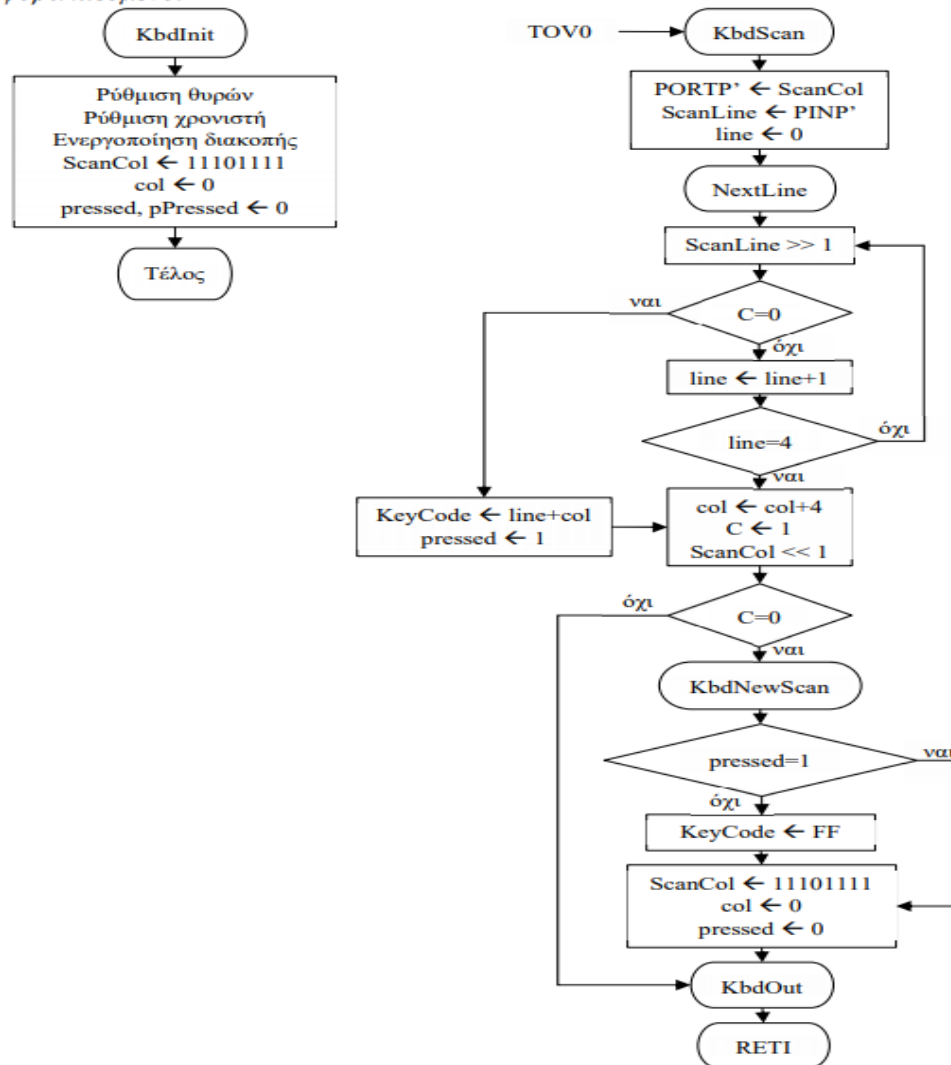 KbdInit
Ρύθμιση θυρών
Ρύθμιση χρονιστή
Ενεργοποίηση διακοπής
ScanCol ← 11101111
col ← 0
pressed, pPressed ← 0
Τέλος
TOV0
KbdScan
PORTP’ ← ScanCol
ScanLine ← PINP’
line ← 0
NextLine
ScanLine >> 1
C=0
ναι
όχι
line ← line+1
line=4
όχι
ναι
KeyCode ← line+col
pressed ← 1
col ← col+4
C ← 1
ScanCol << 1
C=0
όχι
ναι
KbdNewScan
pressed=1
ναι
όχι
KeyCode ← FF
ScanCol ← 11101111
col ← 0
pressed ← 0
KbdOut
RETI